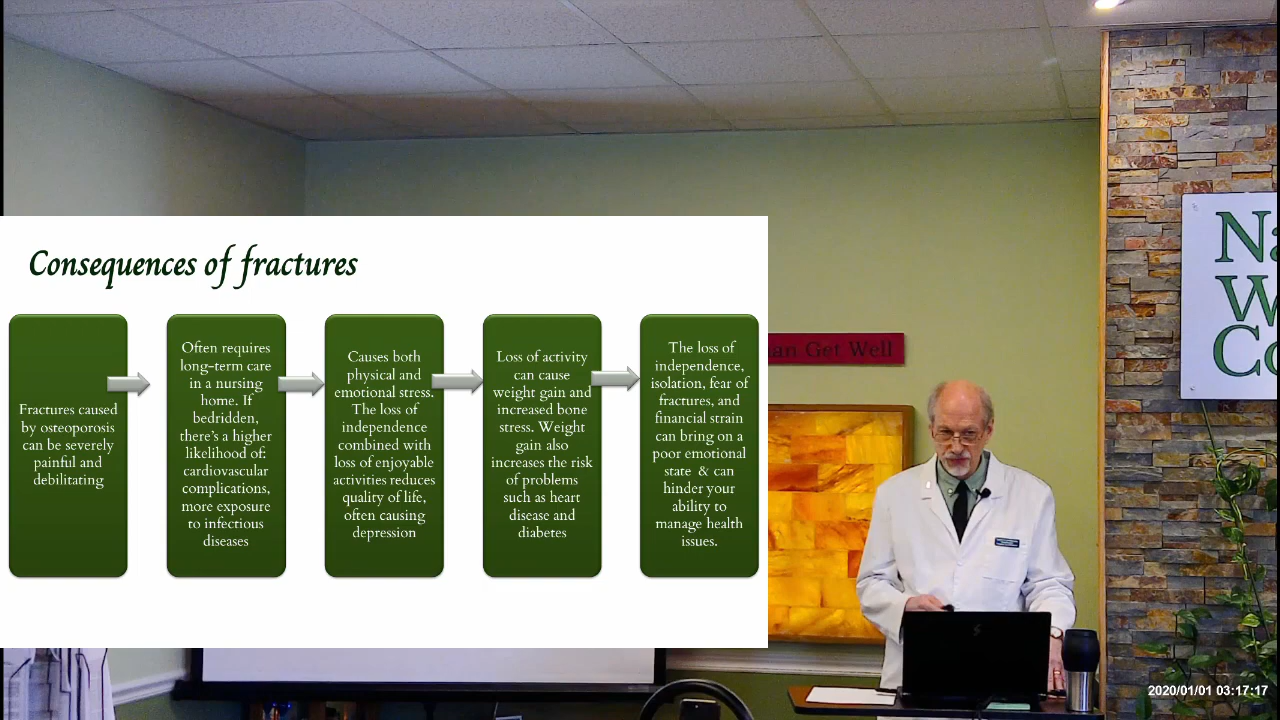 Consequences of fractures
Fractures caused
by osteoporosis
can be severely
painful and
debilitating
Often requires
long-term care
in a nursing
home. If
bedridden,
there's a higher
likelihood of:
cardiovascular
complications,
more exposure
to infectious
diseases
Causes both
physical and
emotional stress.
The loss of
independence
combined with
loss of enjoyable
activities reduces
quality of life,
often causing
depression
Loss of activity
can cause
weight gain and
increased bone
stress. Weight
gain also
increases the risk
of problems
such as heart
disease and
diabetes
The loss of
independence,
isolation, fear of
fractures, and
financial strain
can bring on a
poor emotional
state & can
hinder your
ability to
manage health
issues.
an Get Well
Na
W
Co
2020/01/01 03:17:17